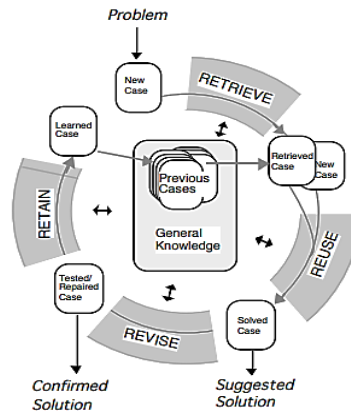 Problem
New
Case
RETRIEVE
Learned
Case
Previous
Cases
Retrieved
Case
New
Case
General
Knowledge
RETAIN
REUSE
Tested/
Repaired
Case
REVISE
Solved
Case
Confirmed
Solution
Suggested
Solution